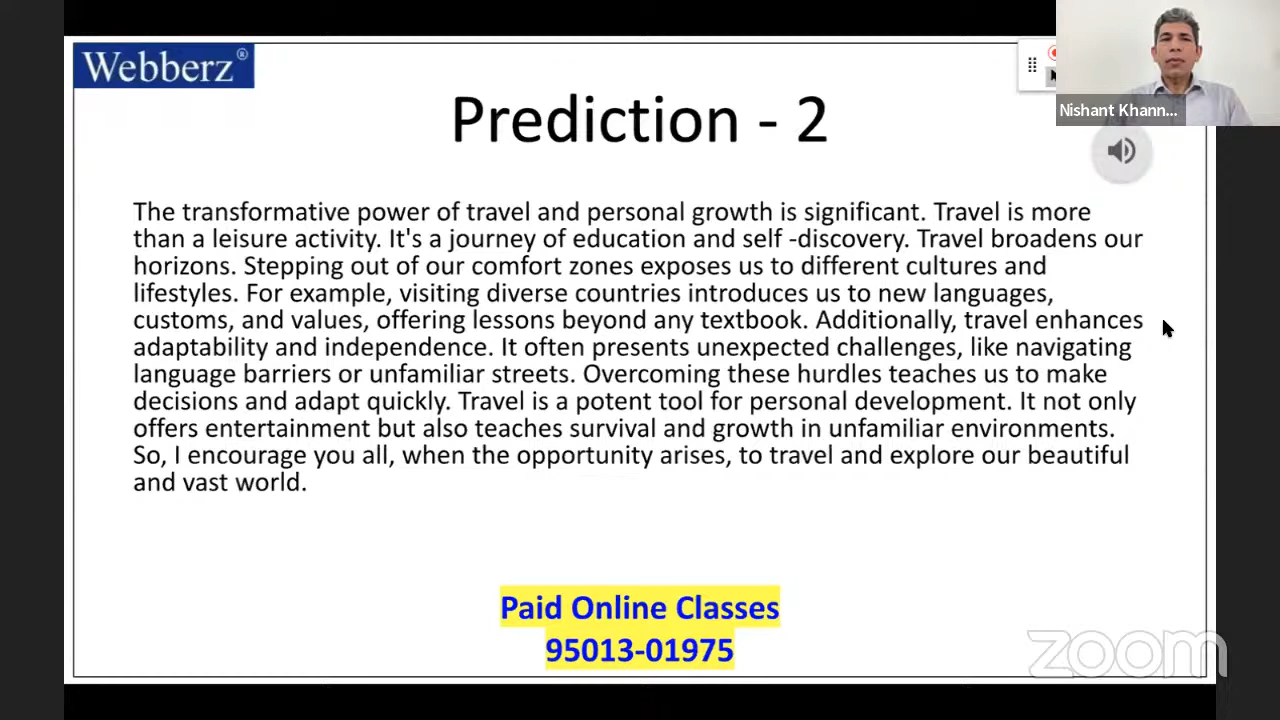 Webberz®
Nishant Khann...
Prediction - 2
The transformative power of travel and personal growth is significant. Travel is more
than a leisure activity. It's a journey of education and self -discovery. Travel broadens our
horizons. Stepping out of our comfort zones exposes us to different cultures and
lifestyles. For example, visiting diverse countries introduces us to new languages,
customs, and values, offering lessons beyond any textbook. Additionally, travel enhances
adaptability and independence. It often presents unexpected challenges, like navigating
language barriers or unfamiliar streets. Overcoming these hurdles teaches us to make
decisions and adapt quickly. Travel is a potent tool for personal development. It not only
offers entertainment but also teaches survival and growth in unfamiliar environments.
So, I encourage you all, when the opportunity arises, to travel and explore our beautiful
and vast world.
Paid Online Classes
95013-01975
zoom